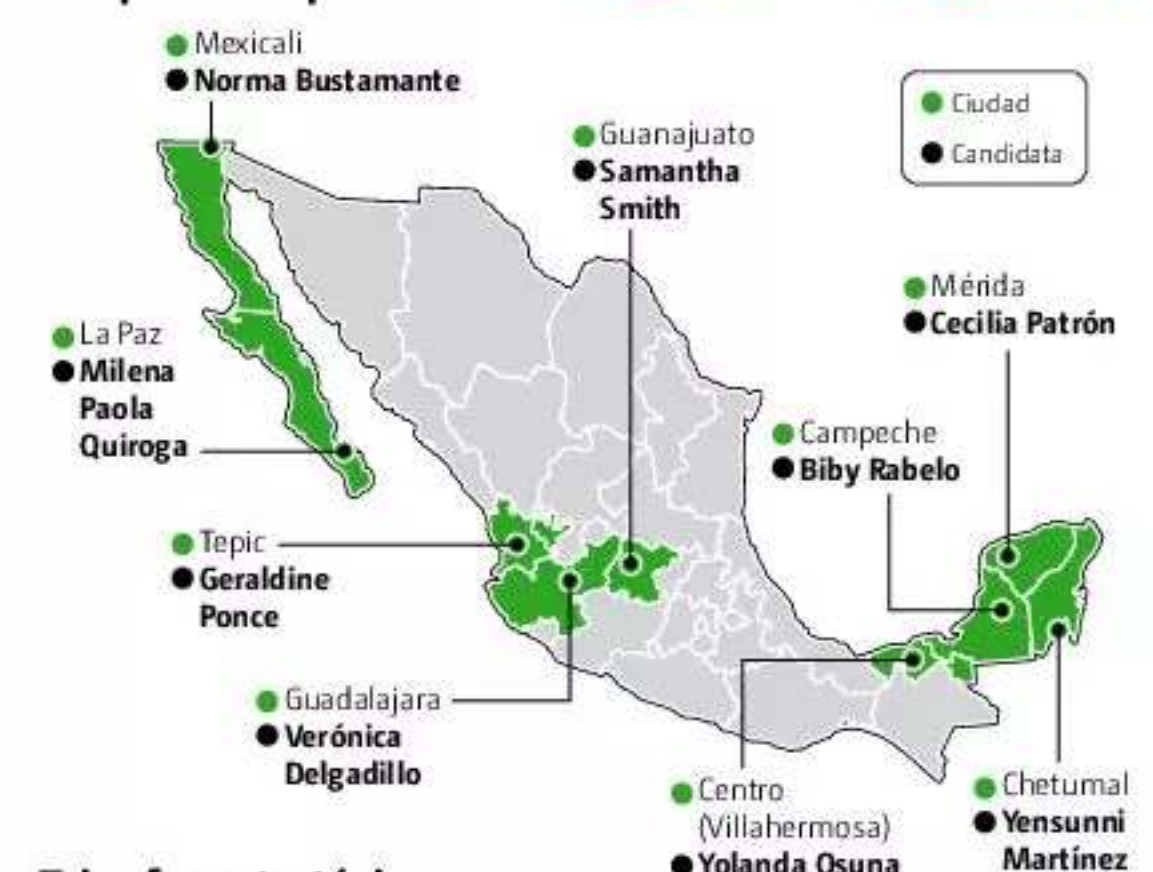 Mexicali
Norma Bustamante
Guanajuato
Samantha
Smith
Ciudad
Candidata
Mérida
Cecilia Patrón
La Paz
Milena
Paola
Quiroga
Campeche
Biby Rabelo
Tepic
Geraldine
Ponce
Guadalajara
Verónica
Delgadillo
Centro
(Villahermosa)
Yolanda Osuna
Chetumal
Yensunni
Martínez